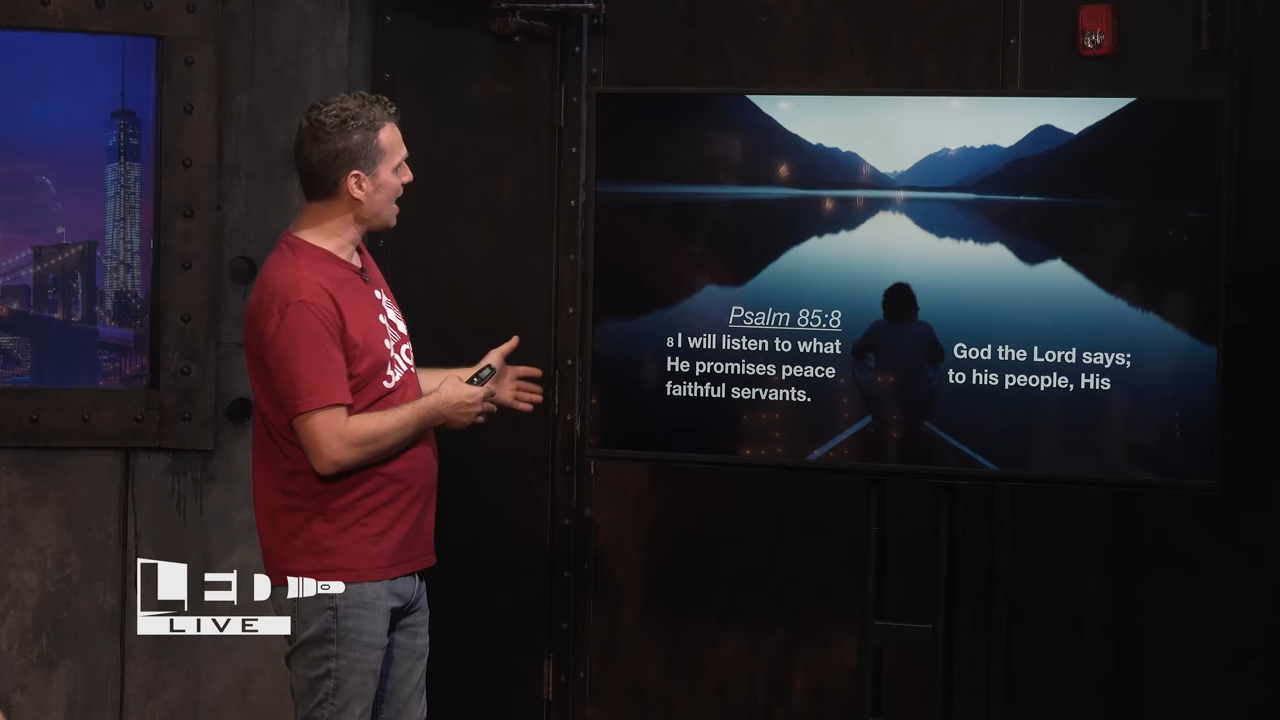 Psalm 85:8
8 I will listen to what God the Lord says;
He promises peace to his people, His
faithful servants.
LED
LIVE